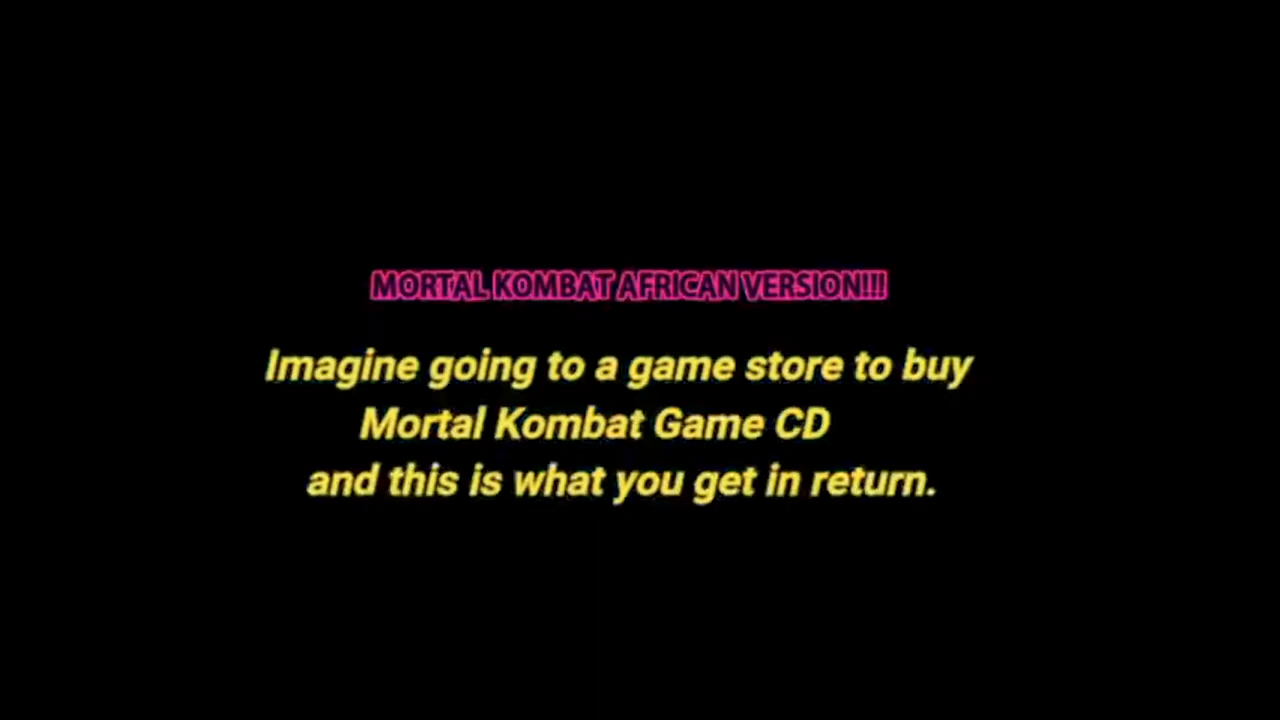 MORTAL KOMBAT AFRICAN VERSION!!!
Imagine going to a game store to buy
Mortal Kombat Game CD
and this is what you get in return.